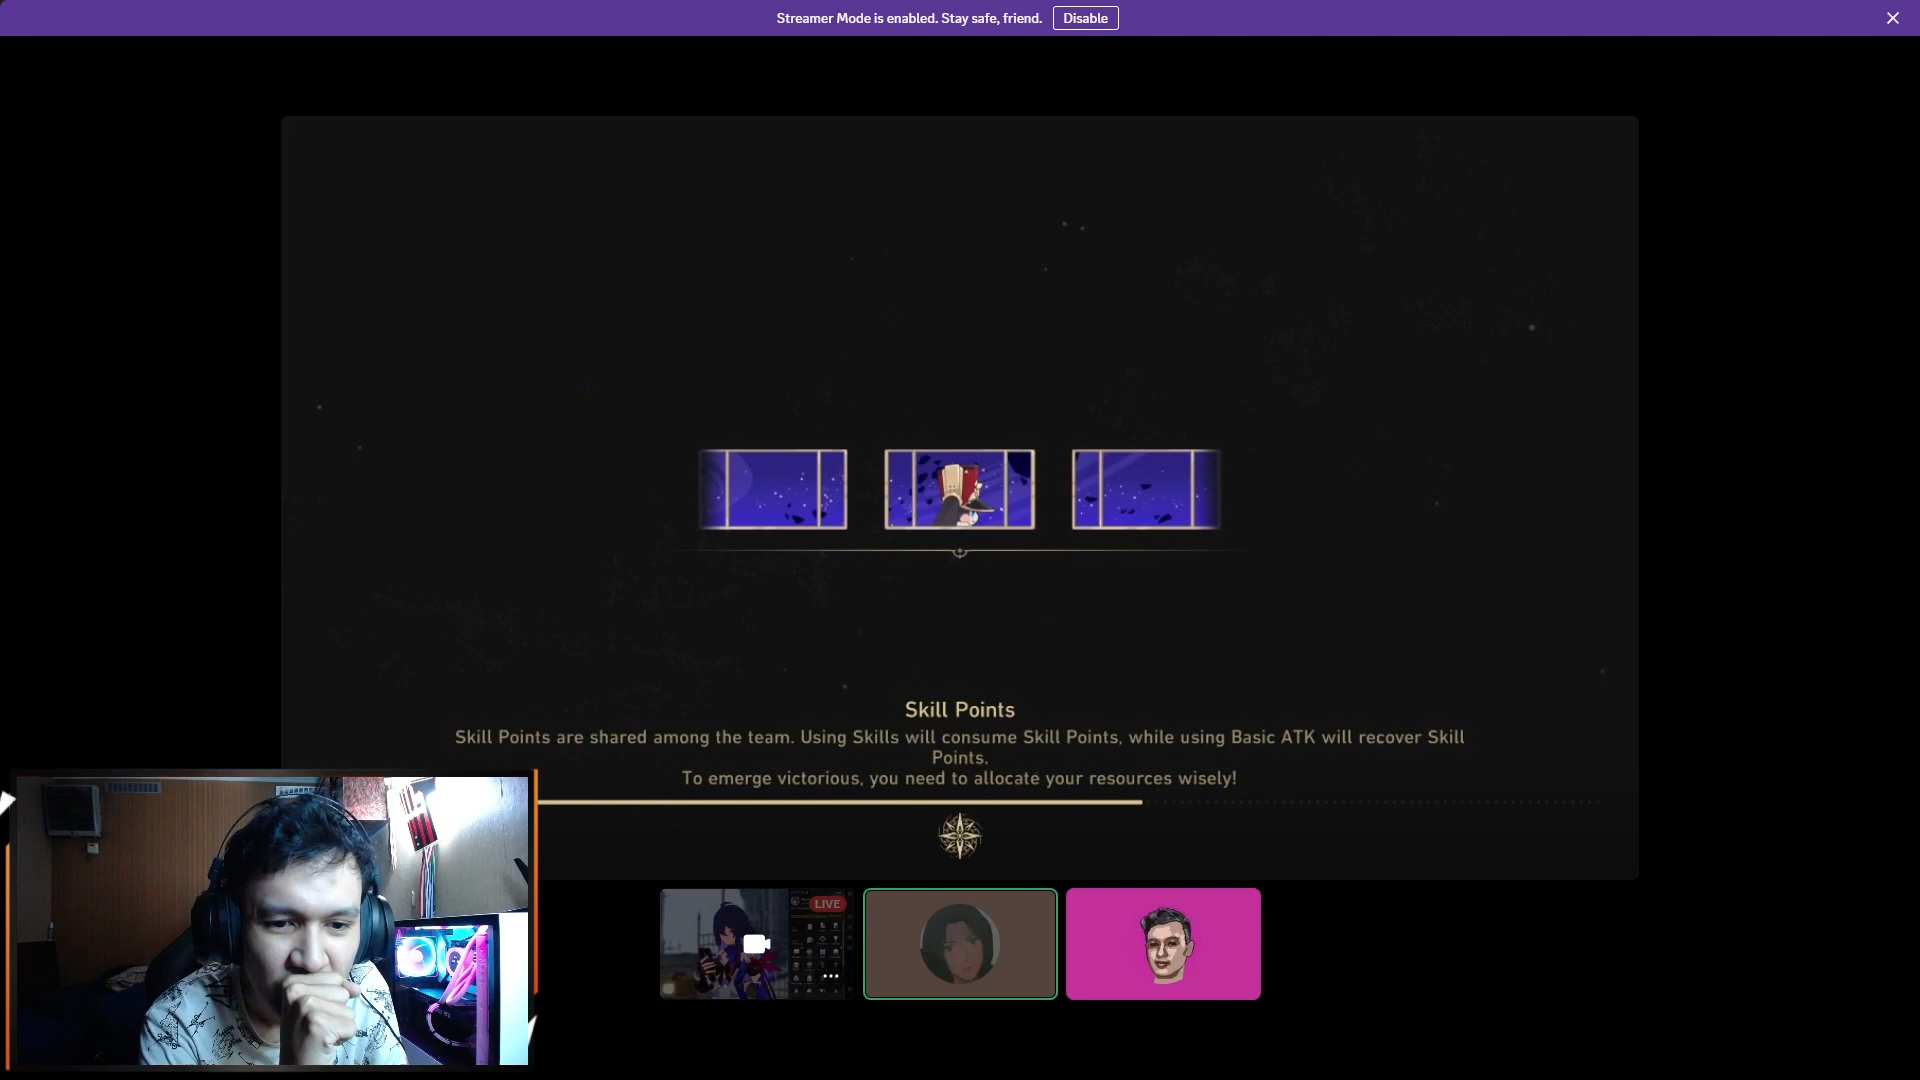 Streamer Mode is enabled. Stay safe, friend. Disable
Skill Points
Skill Points are shared among the team. Using Skills will consume Skill Points, while using Basic ATK will recover Skill
Points.
To emerge victorious, you need to allocate your resources wisely!
LIVE